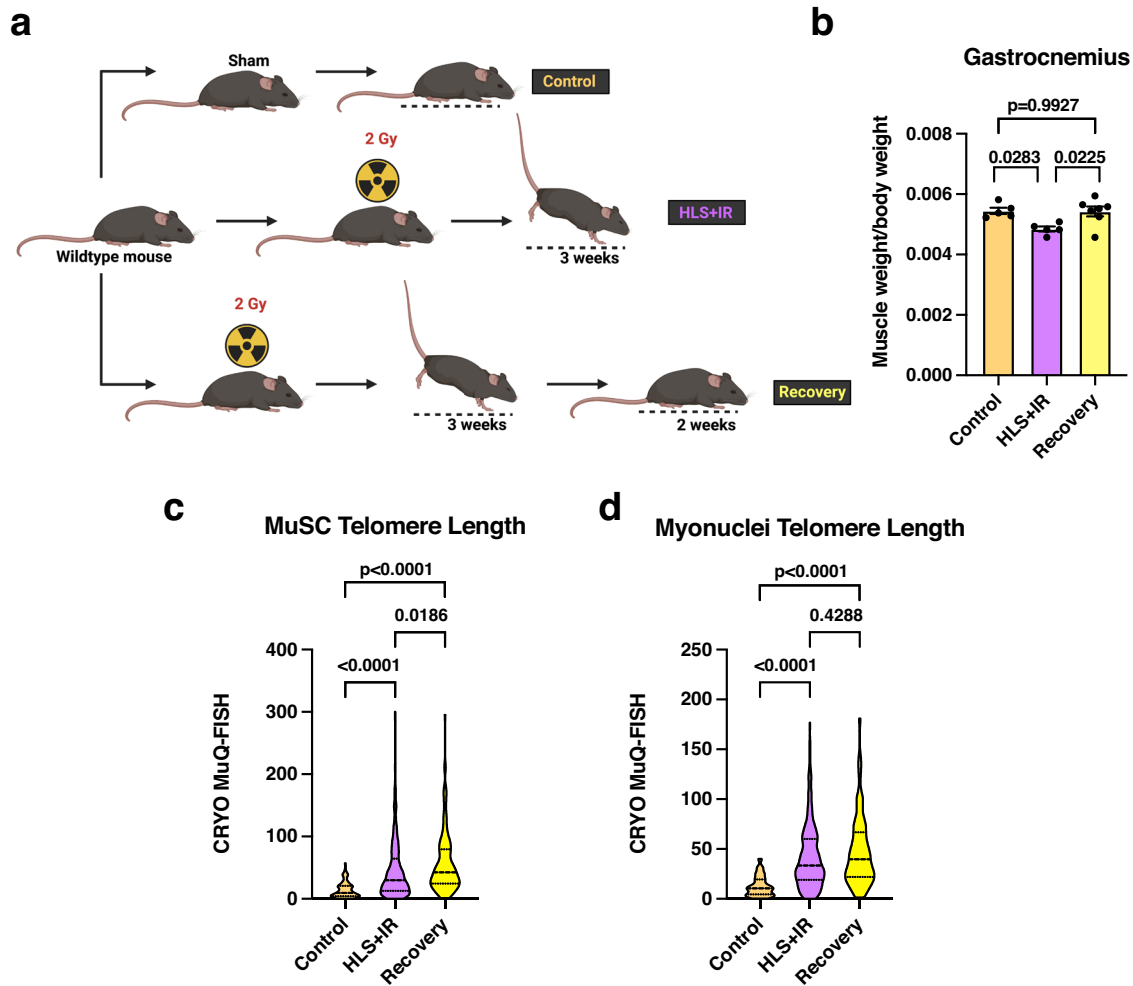 a
Sham
Control
2 Gy
HLS+IR
Wildtype mouse
3 weeks
2 Gy
Recovery
3 weeks
2 weeks
b
Gastrocnemius
p=0.9927
0.0283
0.0225
Muscle weight/body weight
0.008
0.006
0.004
0.002
0.000
Control
HLS+IR
Recovery
c
MuSC Telomere Length
p<0.0001
0.0186
<0.0001
CRYO MuQ-FISH
400
300
200
100
0
Control
HLS+IR
Recovery
d
Myonuclei Telomere Length
p<0.0001
0.4288
<0.0001
CRYO MuQ-FISH
250
200
150
100
50
0
Control
HLS+IR
Recovery